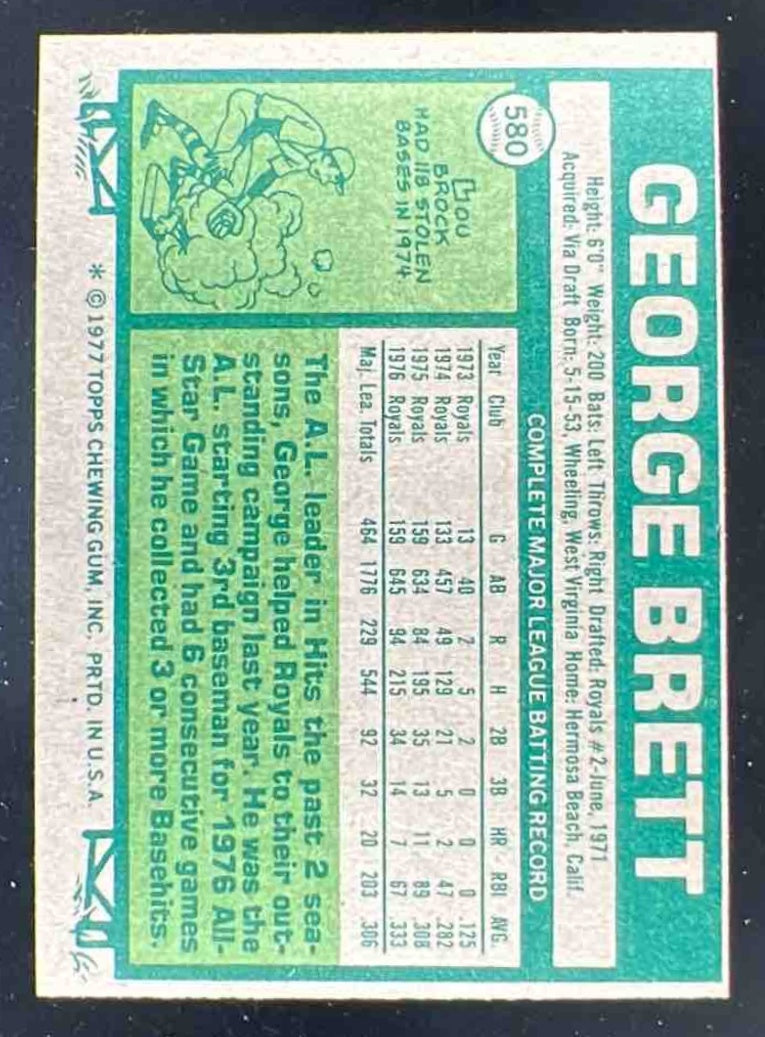 GEORGE BRETT
580
Height: 6'0" Weight: 200 Bats: Left Throws: Right Drafted: Royals #2-June, 1971
Acquired: Via Draft Born: 5-15-53, Wheeling, West Virginia Home: Hermosa Beach, Calif.
COMPLETE MAJOR LEAGUE BATTING RECORD
Year Club G AB R H 2B 3B HR RBI AVG.
1973 Royals 13 40 2 5 2 0 0 0 .125
1974 Royals 133 457 49 129 21 5 2 47 .282
1975 Royals 159 634 84 195 35 13 11 89 .308
1976 Royals 159 645 94 215 34 14 7 67 .333
Maj. Lea. Totals 464 1776 229 544 92 32 20 203 .306
LOU
BROCK
HAD 118 STOLEN
BASES IN 1974.
The A.L. leader in Hits the past 2 sea-
sons, George helped Royals to their out-
standing campaign last year. He was the
A.L. starting 3rd baseman for 1976 All-
Star Game and had 6 consecutive games
in which he collected 3 or more Basehits.
* © 1977 TOPPS CHEWING GUM, INC. PRTD. IN U.S.A.